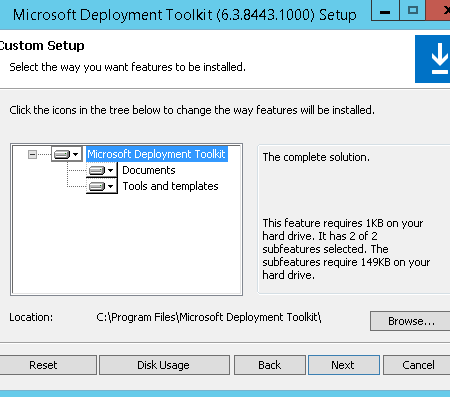 Microsoft Deployment Toolkit (6.3.8443.1000) Setup
Custom Setup
Select the way you want features to be installed.
Click the icons in the tree below to change the way features will be installed.
Microsoft Deployment Toolkit
Documents
Tools and templates
The complete solution.
This feature requires 1KB on your
hard drive. It has 2 of 2
subfeatures selected. The
subfeatures require 149KB on your
hard drive.
Location: C:\Program Files\Microsoft Deployment Toolkit\
Browse...
Reset Disk Usage Back Next Cancel